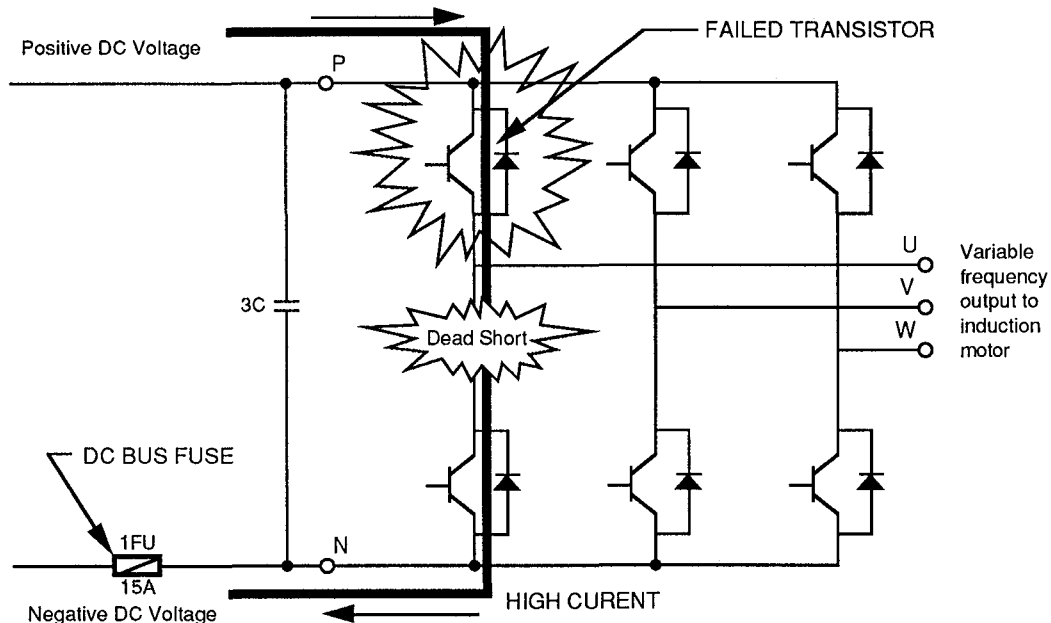 FAILED TRANSISTOR
Positive DC Voltage
P
U
V
W
Variable
frequency
output to
induction
motor
3C
Dead Short
DC BUS FUSE
1FU
15A
N
HIGH CURENT
Negative DC Voltage